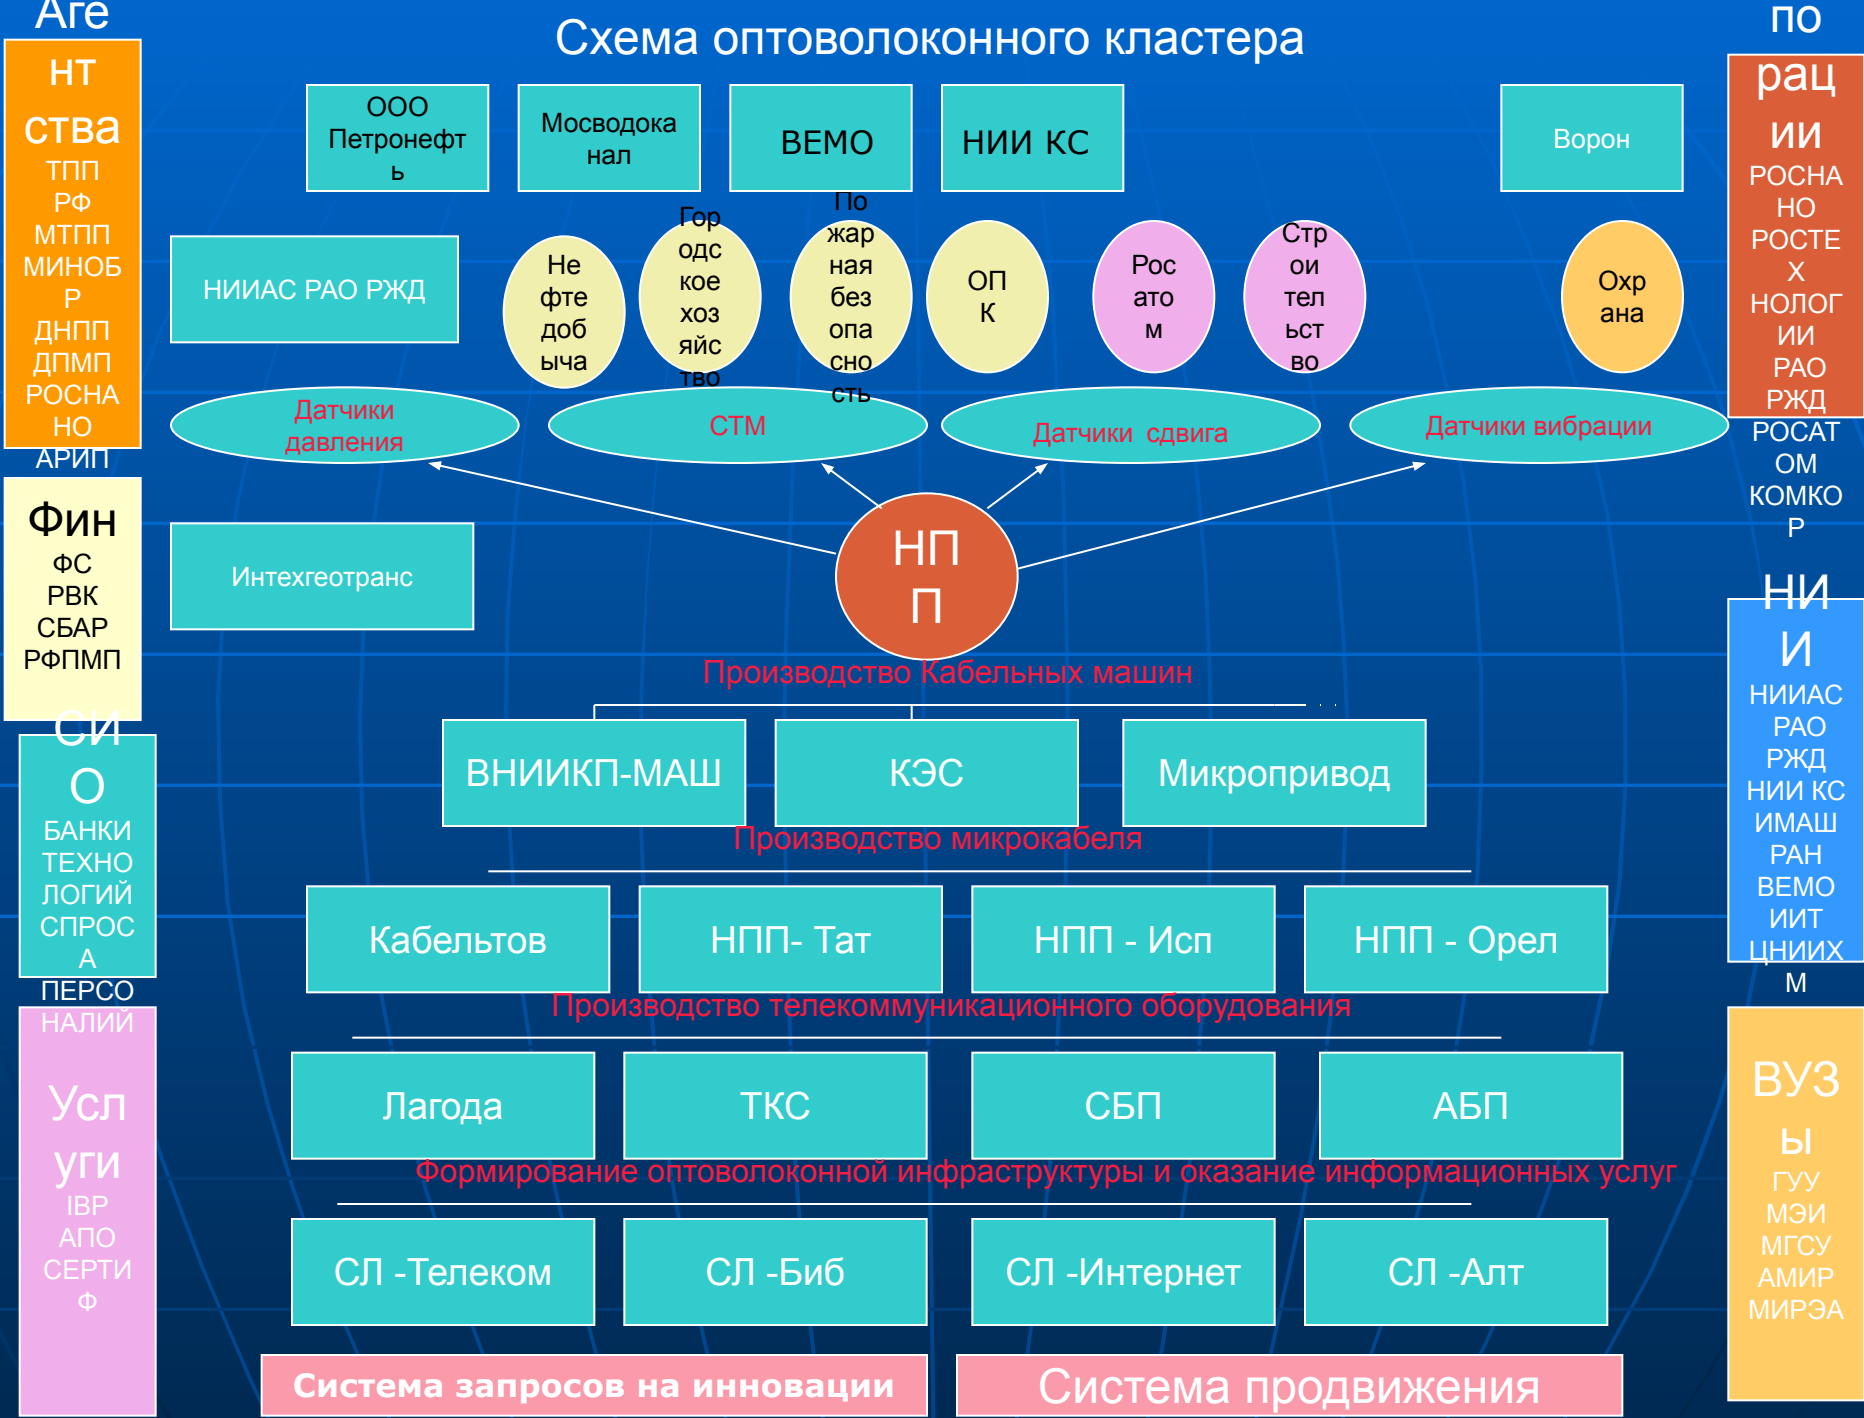 Схема оптоволоконного кластера
Аге
нт
ства
ТПП
РФ
МТПП
МИНОБ
Р
ДНПП
ДПМП
РОСНА
НО
АРИП
Фин
ФС
РВК
СБАР
РФПМП
СИ
О
БАНКИ
ТЕХНО
ЛОГИЙ
СПРОС
А
ПЕРСО
НАЛИЙ
Усл
уги
IBP
АПО
СЕРТИ
Ф
ООО
Петронефт
ь
Мосводока
нал
ВЕМО
НИИ КС
Ворон
НИИАС РАО РЖД
Не
фте
доб
ыча
Гор
одс
кое
хоз
яйс
тво
По
жар
ная
без
опа
сно
сть
ОП
К
Рос
ато
м
Стр
ои
тел
ьст
во
Охр
ана
Датчики
давления
СТМ
Датчики сдвига
Датчики вибрации
НП
П
Интехгеотранс
Производство Кабельных машин
ВНИИКП-МАШ
КЭС
Микропривод
Производство микрокабеля
Кабельтов
НПП- Тат
НПП - Исп
НПП - Орел
Производство телекоммуникационного оборудования
Лагода
ТКС
СБП
АБП
Формирование оптоволоконной инфраструктуры и оказание информационных услуг
СЛ -Телеком
СЛ -Биб
СЛ -Интернет
СЛ -Алт
Система запросов на инновации
Система продвижения
по
рац
ии
РОСНА
НО
РОСТЕ
Х
НОЛОГ
ИИ
РАО
РЖД
РОСАТ
ОМ
КОМКО
Р
НИ
И
НИИАС
РАО
РЖД
НИИ КС
ИМАШ
РАН
ВЕМО
ИИТ
ЦНИИХ
М
ВУЗ
ы
ГУУ
МЭИ
МГСУ
АМИР
МИРЭА